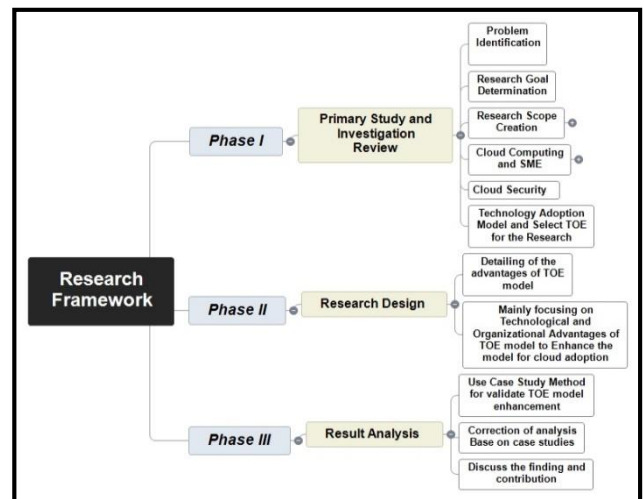 Research
Framework
Phase I
Primary Study and
Investigation
Review
Problem
Identification
Research Goal
Determination
Research Scope
Creation
Cloud Computing
and SME
Cloud Security
Technology Adoption
Model and Select TOE
for the Research
Phase II
Research Design
Detailing of the
advantages of TOE
model
Mainly focusing on
Technological and
Organizational Advantages of
TOE model to Enhance the
model for cloud adoption
Phase III
Result Analysis
Use Case Study Method
for validate TOE model
enhancement
Correction of analysis
Base on case studies
Discuss the finding and
contribution